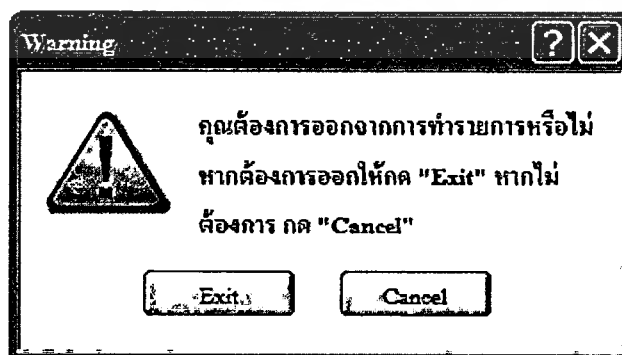 Warning
คุณต้องการออกจากการทำรายการหรือไม่
หากต้องการออกให้กด "Exit" หากไม่
ต้องการ กด "Cancel"
Exit
Cancel